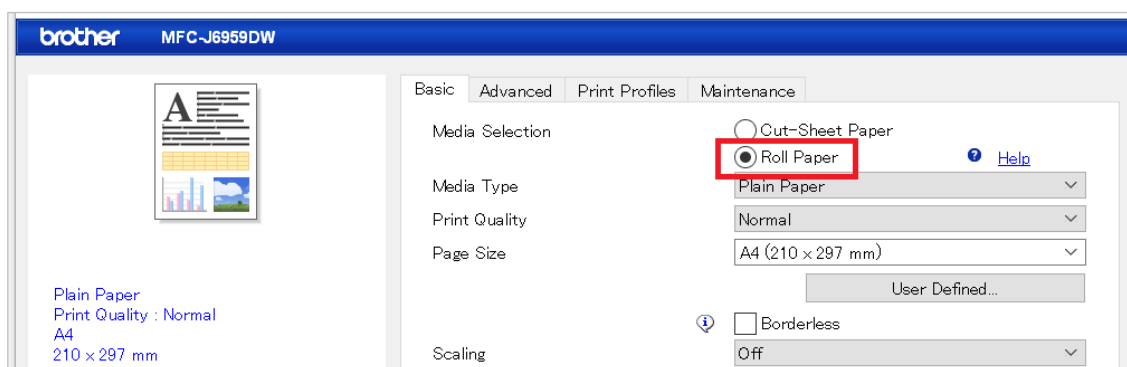 brother MFC-J6959DW
Basic Advanced Print Profiles Maintenance
A
Media Selection Cut-Sheet Paper
Roll Paper Help
Media Type Plain Paper
Print Quality Normal
Page Size A4 (210 x 297 mm)
User Defined...
Borderless
Scaling Off
Plain Paper
Print Quality : Normal
A4
210 x 297 mm